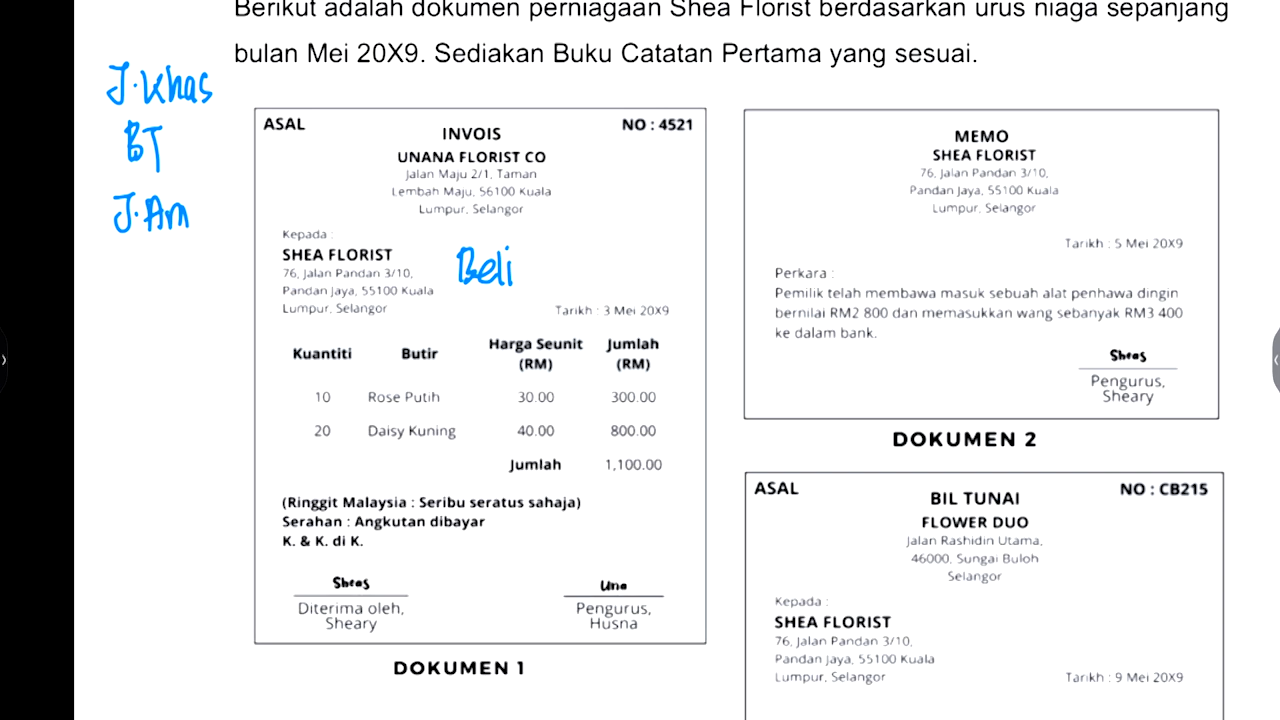 Berikut adalah dokumen perniagaan Shea Florist berdasarkan urus niaga sepanjang
bulan Mei 20X9. Sediakan Buku Catatan Pertama yang sesuai.
J.Khas
BT
J.Am
ASAL
NO : 4521
INVOIS
UNANA FLORIST CO
Jalan Maju 2/1, Taman
Lembah Maju, 56100 Kuala
Lumpur, Selangor
Kepada :
SHEA FLORIST
76, Jalan Pandan 3/10,
Pandan Jaya, 55100 Kuala
Lumpur, Selangor
Beli
Tarikh : 3 Mei 20X9
Kuantiti Butir Harga Seunit (RM) Jumlah (RM)
10 Rose Putih 30.00 300.00
20 Daisy Kuning 40.00 800.00
Jumlah 1,100.00
(Ringgit Malaysia : Seribu seratus sahaja)
Serahan : Angkutan dibayar
K. & K. di K.
Sheas
Una
Diterima oleh,
Sheary
Pengurus,
Husna
DOKUMEN 1
MEMO
SHEA FLORIST
76, Jalan Pandan 3/10,
Pandan Jaya, 55100 Kuala
Lumpur, Selangor
Tarikh : 5 Mei 20X9
Perkara :
Pemilik telah membawa masuk sebuah alat penhawa dingin
bernilai RM2 800 dan memasukkan wang sebanyak RM3 400
ke dalam bank.
Sheas
Pengurus,
Sheary
DOKUMEN 2
ASAL
NO : CB215
BIL TUNAI
FLOWER DUO
Jalan Rashidin Utama,
46000, Sungai Buloh
Selangor
Kepada :
SHEA FLORIST
76, Jalan Pandan 3/10,
Pandan Jaya, 55100 Kuala
Lumpur, Selangor
Tarikh : 9 Mei 20X9